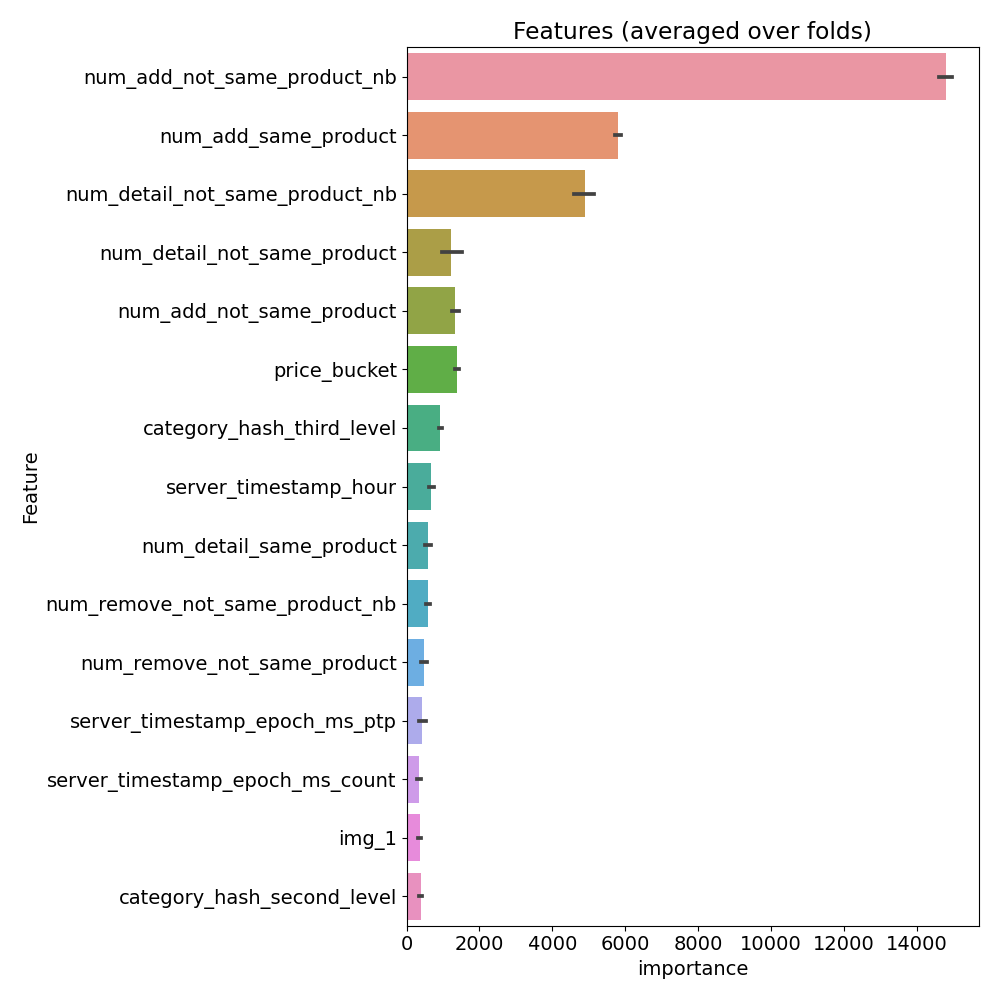 Features (averaged over folds)
num_add_not_same_product_nb
num_add_same_product
num_detail_not_same_product_nb
num_detail_not_same_product
num_add_not_same_product
price_bucket
category_hash_third_level
server_timestamp_hour
num_detail_same_product
num_remove_not_same_product_nb
num_remove_not_same_product
server_timestamp_epoch_ms_ptp
server_timestamp_epoch_ms_count
img_1
category_hash_second_level
Feature
0 2000 4000 6000 8000 10000 12000 14000
importance